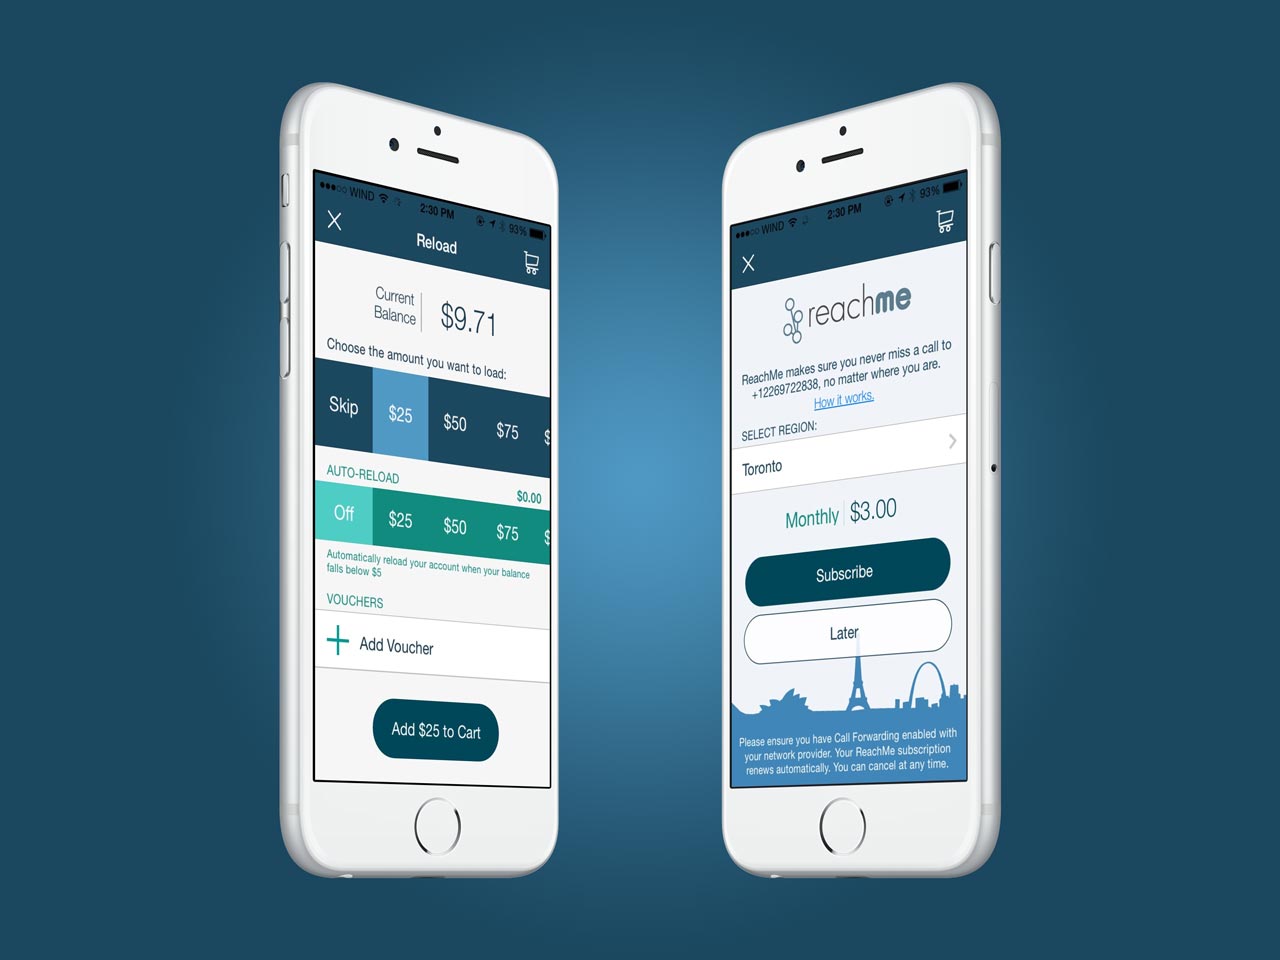 WIND
2:30 PM
93%
Reload
Current
Balance
$9.71
Choose the amount you want to load:
Skip $25 $50 $75 $
AUTO-RELOAD
$0.00
Off $25 $50 $75 $
Automatically reload your account when your balance
falls below $5
VOUCHERS
Add Voucher
Add $25 to Cart
WIND
2:30 PM
93%
reachme
ReachMe makes sure you never miss a call to
+12269722838, no matter where you are.
How it works.
SELECT REGION:
Toronto
Monthly $3.00
Subscribe
Later
Please ensure you have Call Forwarding enabled with
your network provider. Your ReachMe subscription
renews automatically. You can cancel at any time.